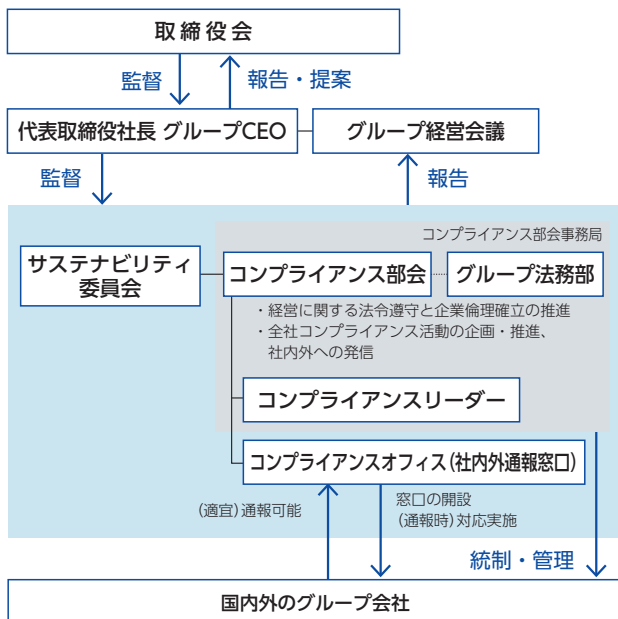 取締役会
監督
報告・提案
代表取締役社長 グループCEO
グループ経営会議
監督
報告
コンプライアンス部会事務局
サステナビリティ
委員会
コンプライアンス部会
グループ法務部
・経営に関する法令遵守と企業倫理確立の推進
・全社コンプライアンス活動の企画・推進、
社内外への発信
コンプライアンスリーダー
コンプライアンスオフィス(社内外通報窓口)
(適宜)通報可能
窓口の開設
(通報時)対応実施
統制・管理
国内外のグループ会社